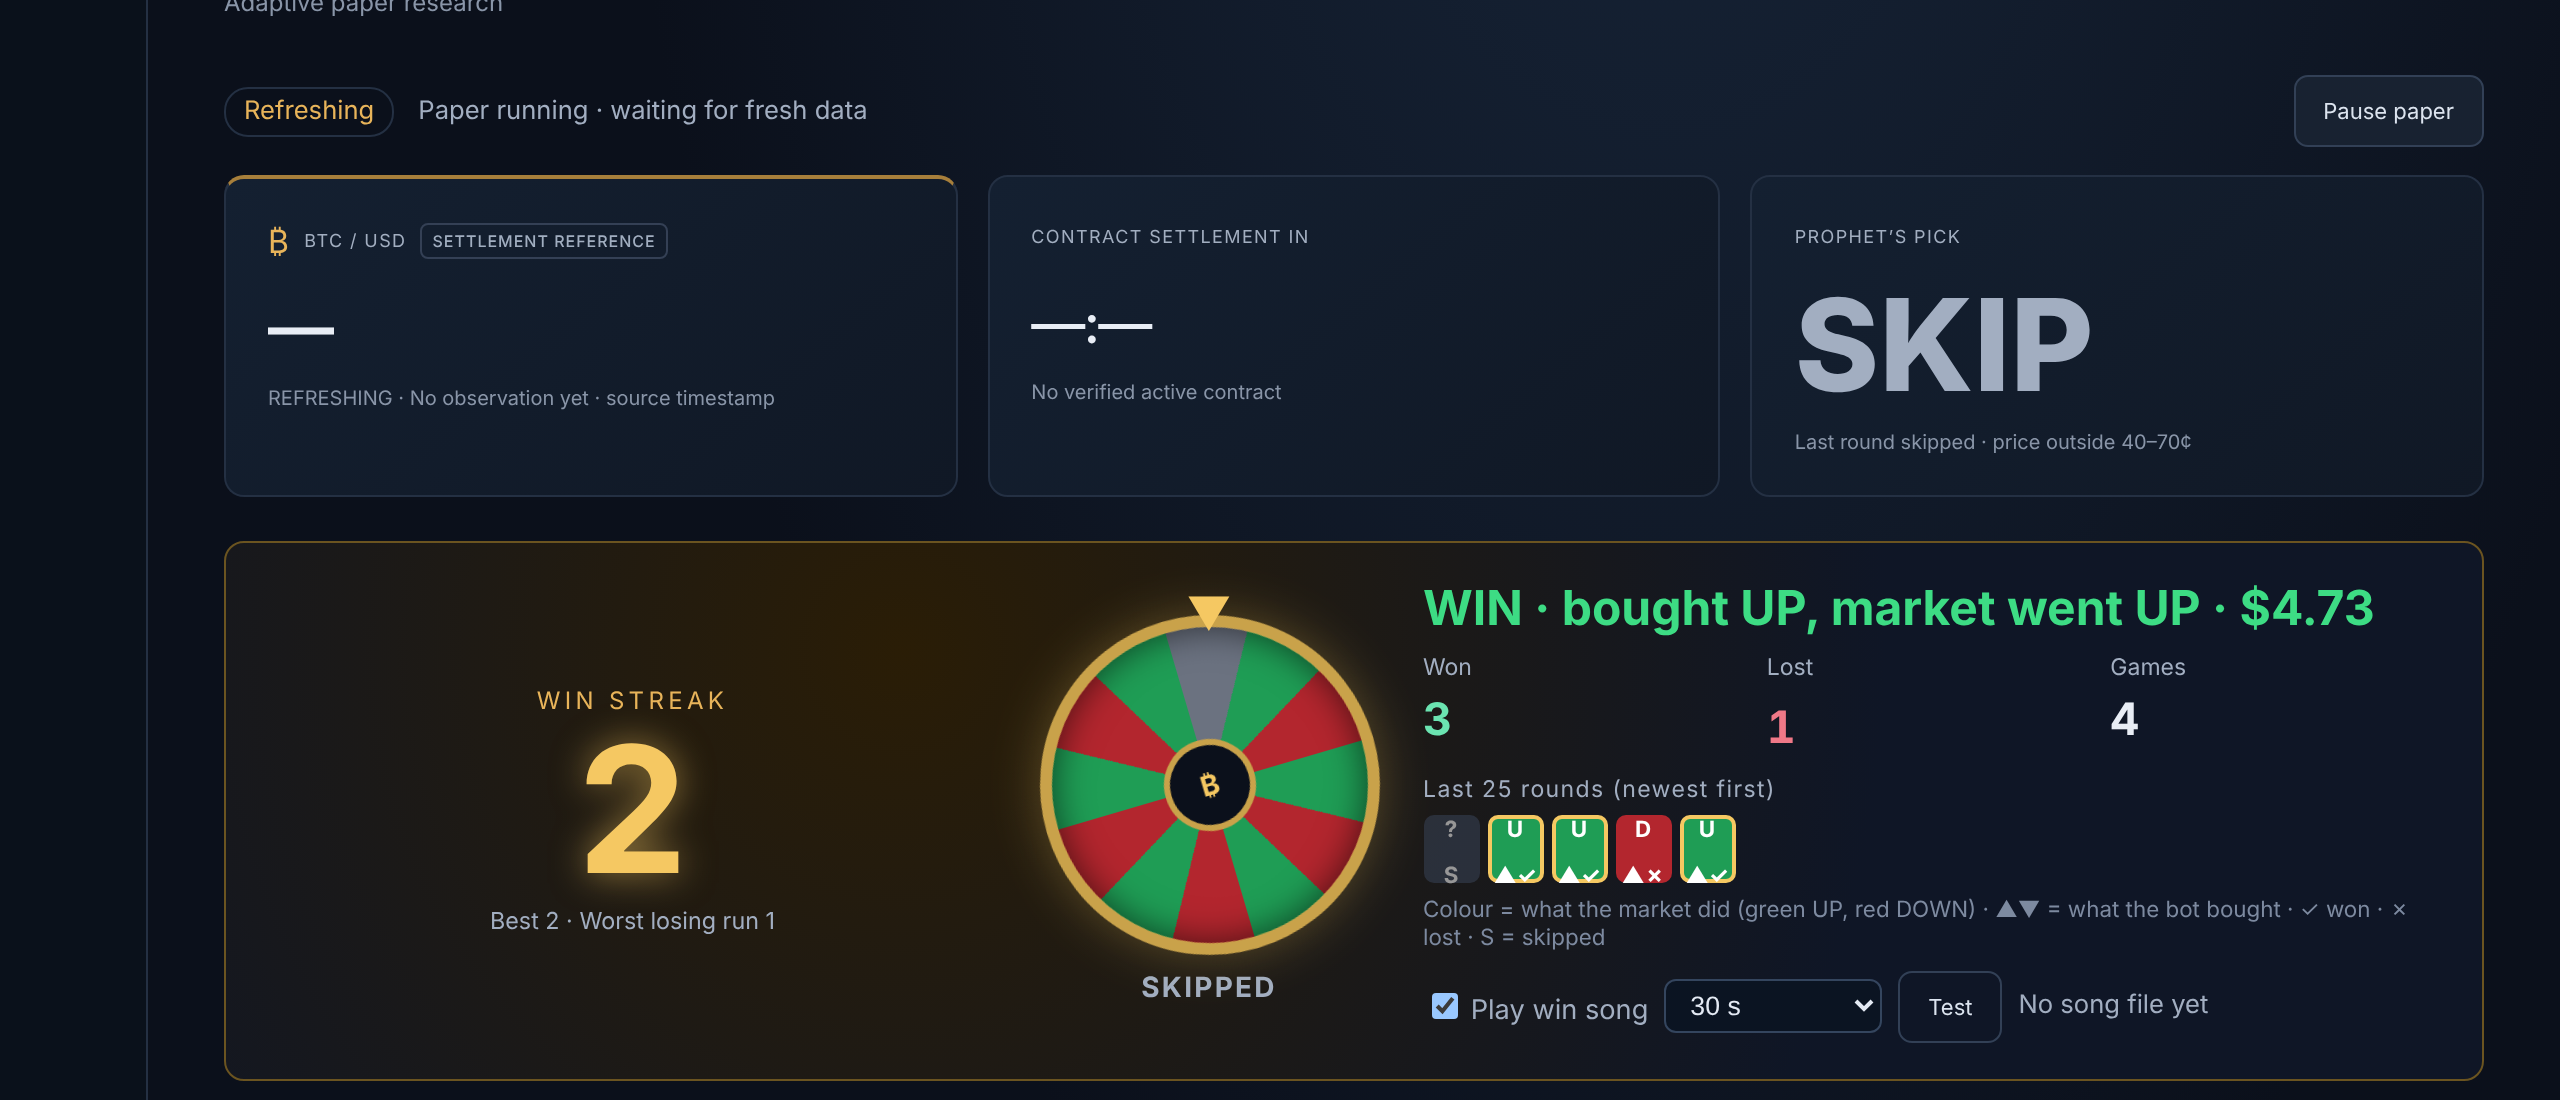 Adaptive paper research
Refreshing Paper running · waiting for fresh data Pause paper
₿ BTC / USD SETTLEMENT REFERENCE
—
REFRESHING · No observation yet · source timestamp
CONTRACT SETTLEMENT IN
—:—
No verified active contract
PROPHET'S PICK
SKIP
Last round skipped · price outside 40–70¢
WIN STREAK
2
Best 2 · Worst losing run 1
₿
SKIPPED
WIN · bought UP, market went UP · $4.73
Won Lost Games
3 1 4
Last 25 rounds (newest first)
? U U D U
S ▲✓ ▲✓ ▲× ▲✓
Colour = what the market did (green UP, red DOWN) · ▲▼ = what the bot bought · ✓ won · ×
lost · S = skipped
Play win song 30 s Test No song file yet